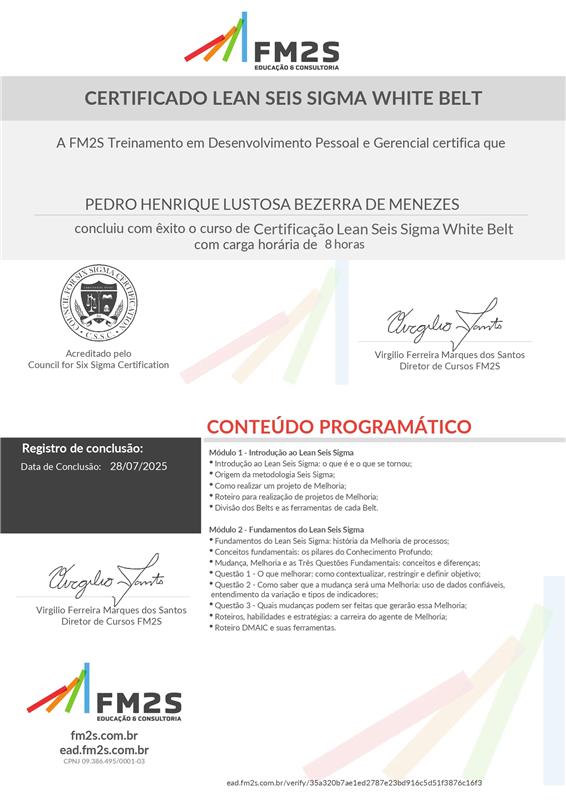 FM2S
EDUCAÇÃO & CONSULTORIA
CERTIFICADO LEAN SEIS SIGMA WHITE BELT
A FM2S Treinamento em Desenvolvimento Pessoal e Gerencial certifica que
PEDRO HENRIQUE LUSTOSA BEZERRA DE MENEZES
concluiu com êxito o curso de Certificação Lean Seis Sigma White Belt
com carga horária de 8 horas
COUNCIL FOR SIX SIGMA CERTIFICATION
C.S.S.C.
Acreditado pelo
Council for Six Sigma Certification
Virgilio Santos
Virgilio Ferreira Marques dos Santos
Diretor de Cursos FM2S
CONTEÚDO PROGRAMÁTICO
Registro de conclusão:
Data de Conclusão: 28/07/2025
Módulo 1 - Introdução ao Lean Seis Sigma
* Introdução ao Lean Seis Sigma: o que é e o que se tornou;
* Origem da metodologia Seis Sigma;
* Como realizar um projeto de Melhoria;
* Roteiro para realização de projetos de Melhoria;
* Divisão dos Belts e as ferramentas de cada Belt.
Módulo 2 - Fundamentos do Lean Seis Sigma
* Fundamentos do Lean Seis Sigma: história da Melhoria de processos;
* Conceitos fundamentais: os pilares do Conhecimento Profundo;
* Mudança, Melhoria e as Três Questões Fundamentais: conceitos e diferenças;
* Questão 1 - O que melhorar: como contextualizar, restringir e definir objetivo;
* Questão 2 - Como saber que a mudança será uma Melhoria: uso de dados confiáveis,
entendimento da variação e tipos de indicadores;
* Questão 3 - Quais mudanças podem ser feitas que gerarão essa Melhoria;
* Roteiros, habilidades e estratégias: a carreira do agente de Melhoria;
* Roteiro DMAIC e suas ferramentas.
Virgilio Santos
Virgilio Ferreira Marques dos Santos
Diretor de Cursos FM2S
FM2S
EDUCAÇÃO & CONSULTORIA
fm2s.com.br
ead.fm2s.com.br
CPNJ 09.386.495/0001-03
ead.fm2s.com.br/verify/35a320b7ae1ed2787e23bd916c5d51f3876c16f3